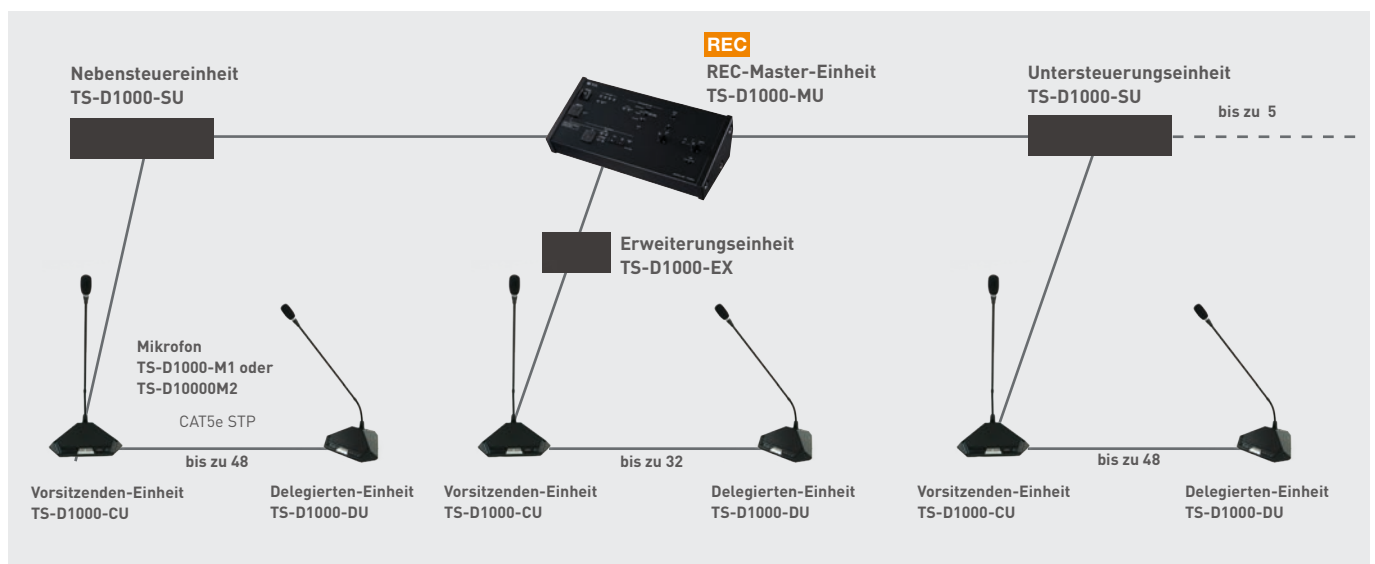 REC
Nebensteuereinheit
TS-D1000-SU
REC-Master-Einheit
TS-D1000-MU
Untersteuerungseinheit
TS-D1000-SU
bis zu 5
Erweiterungseinheit
TS-D1000-EX
Mikrofon
TS-D1000-M1 oder
TS-D10000M2
CAT5e STP
bis zu 48
bis zu 32
bis zu 48
Vorsitzenden-Einheit
TS-D1000-CU
Delegierten-Einheit
TS-D1000-DU
Vorsitzenden-Einheit
TS-D1000-CU
Delegierten-Einheit
TS-D1000-DU
Vorsitzenden-Einheit
TS-D1000-CU
Delegierten-Einheit
TS-D1000-DU